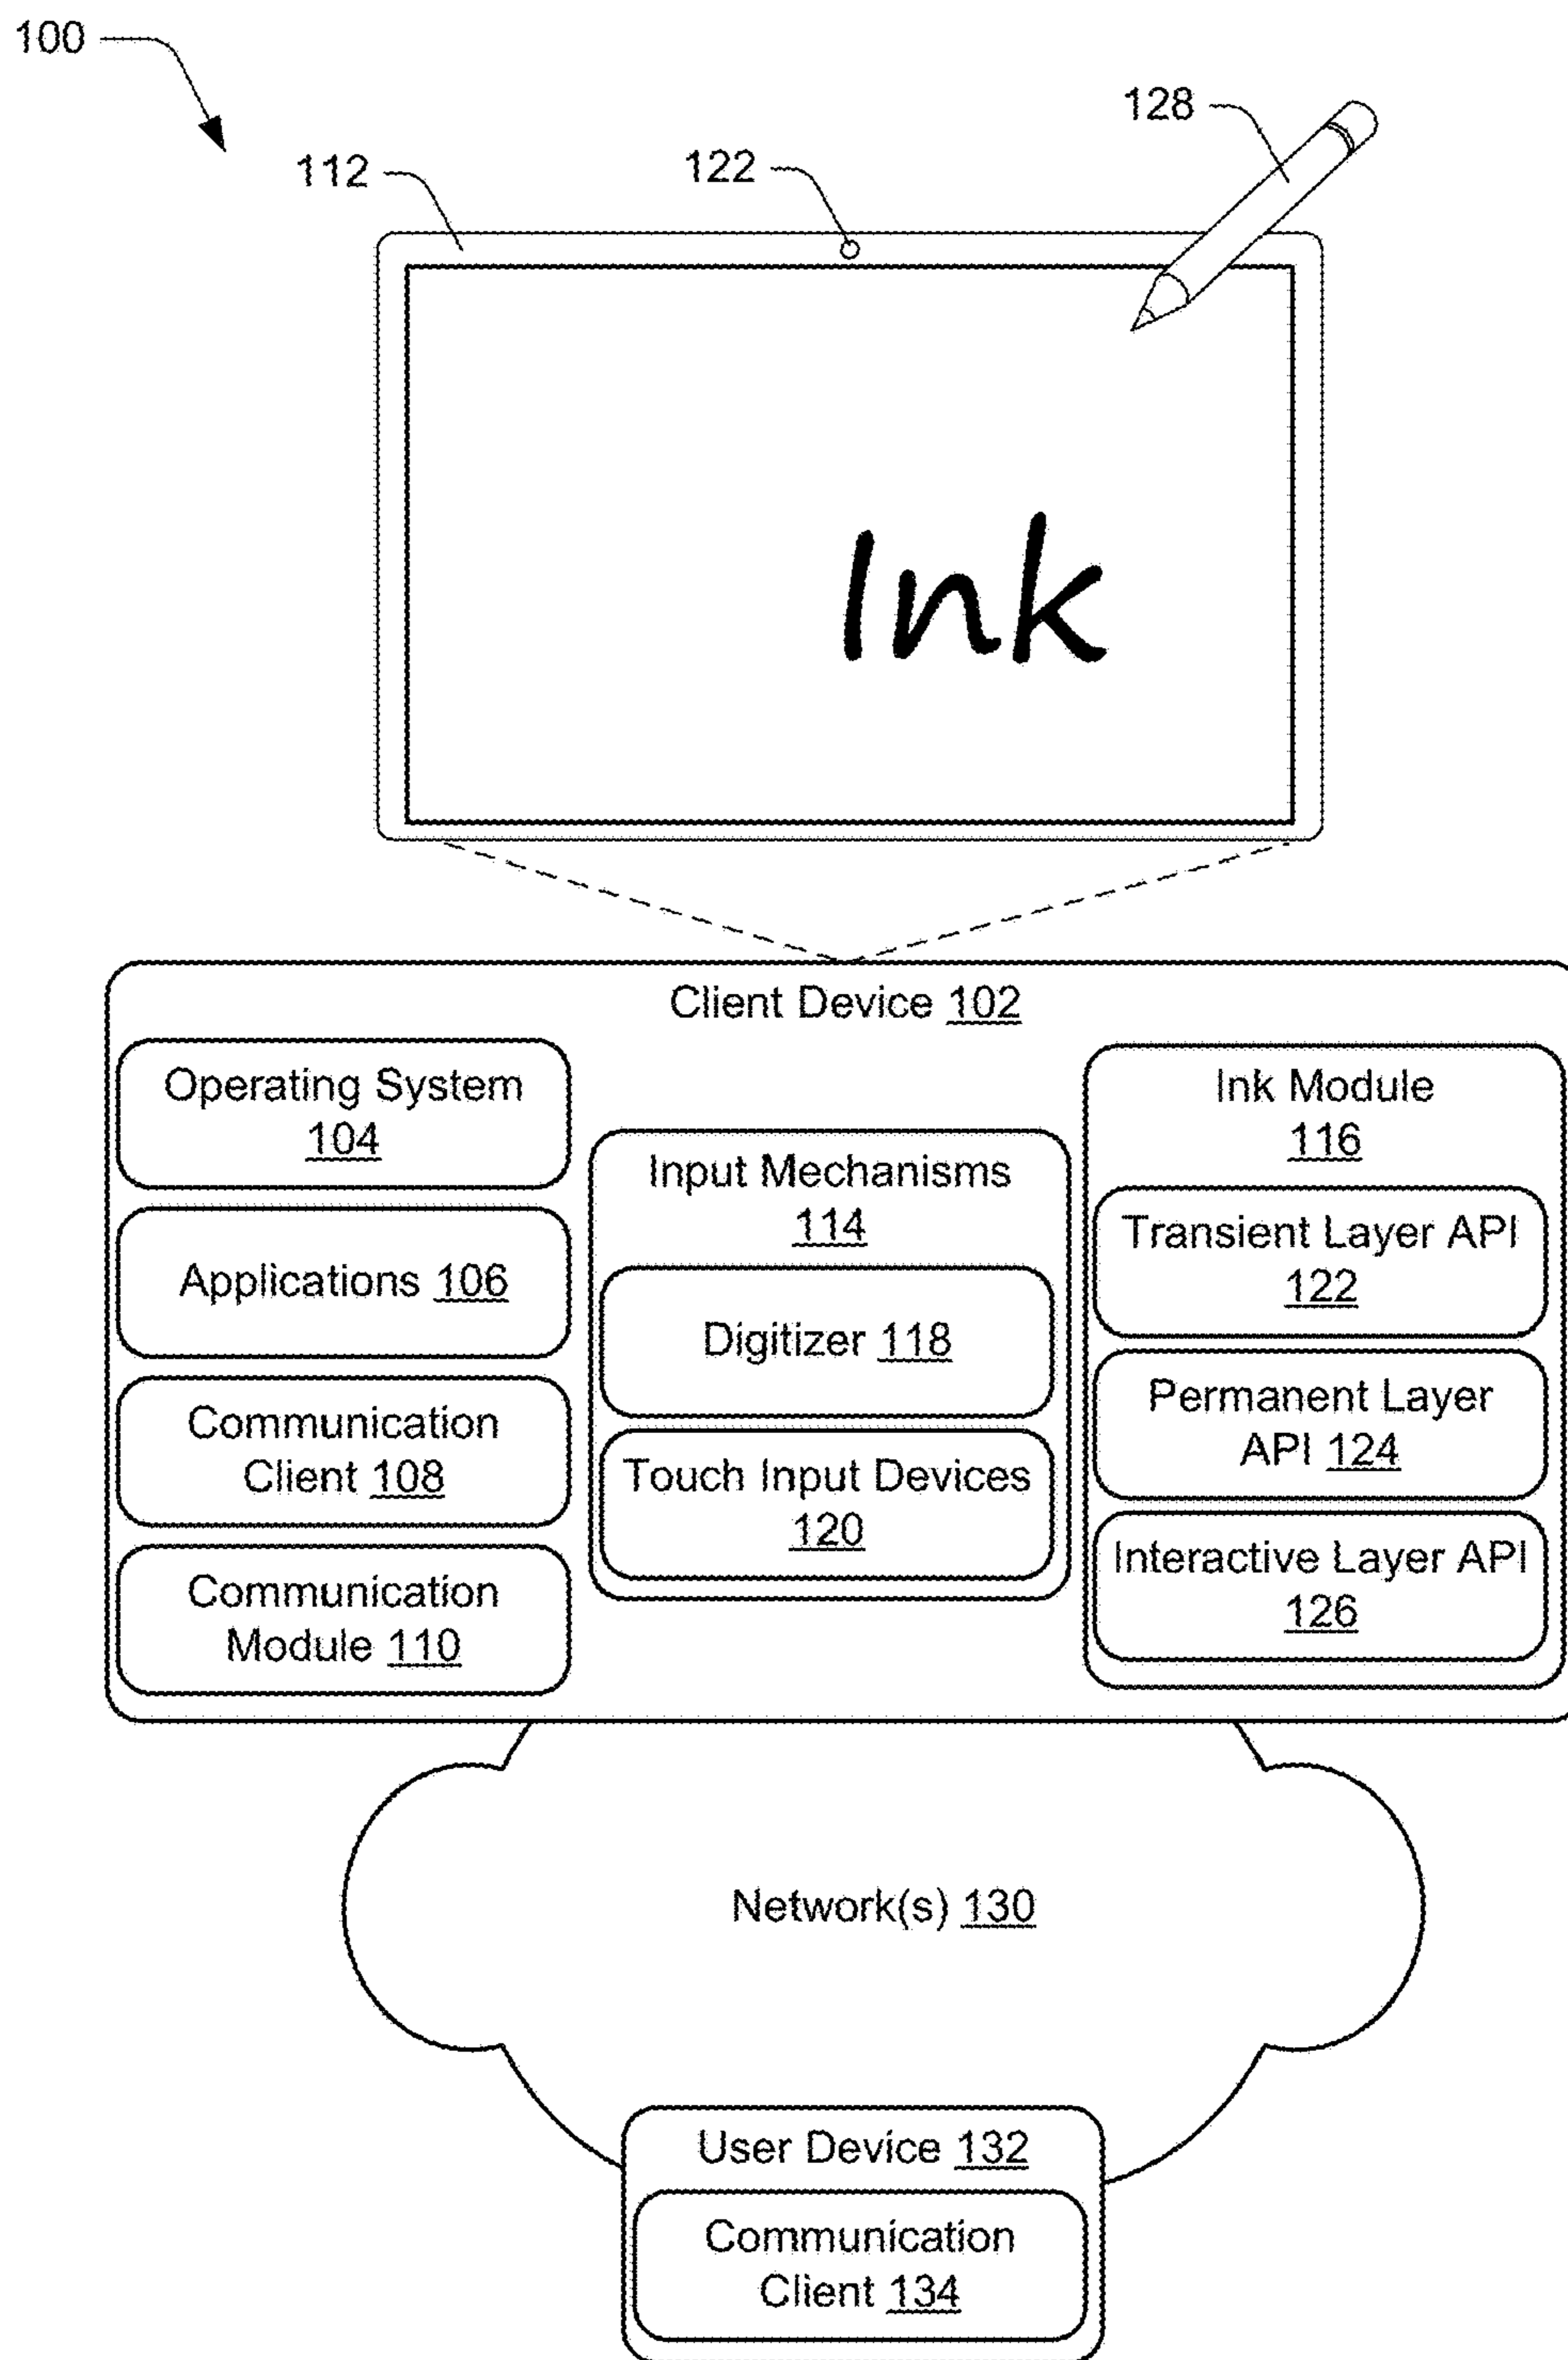 100
128
112
122
Ink
Client Device 102
Operating System
104
Applications 106
Communication
Client 108
Communication
Module 110
Input Mechanisms
114
Digitizer 118
Touch Input Devices
120
Ink Module
116
Transient Layer API
122
Permanent Layer
API 124
Interactive Layer API
126
Network(s) 130
User Device 132
Communication
Client 134